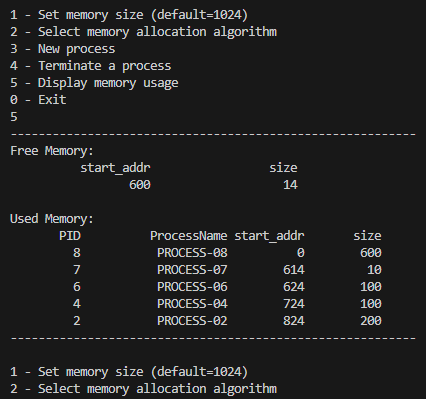 1 - Set memory size (default=1024)
2 - Select memory allocation algorithm
3 - New process
4 - Terminate a process
5 - Display memory usage
0 - Exit
5
----------------------------------------------------------
Free Memory:
          start_addr                 size
                 600                   14

Used Memory:
       PID          ProcessName start_addr       size
         8           PROCESS-08          0        600
         7           PROCESS-07        614         10
         6           PROCESS-06        624        100
         4           PROCESS-04        724        100
         2           PROCESS-02        824        200
----------------------------------------------------------

1 - Set memory size (default=1024)
2 - Select memory allocation algorithm